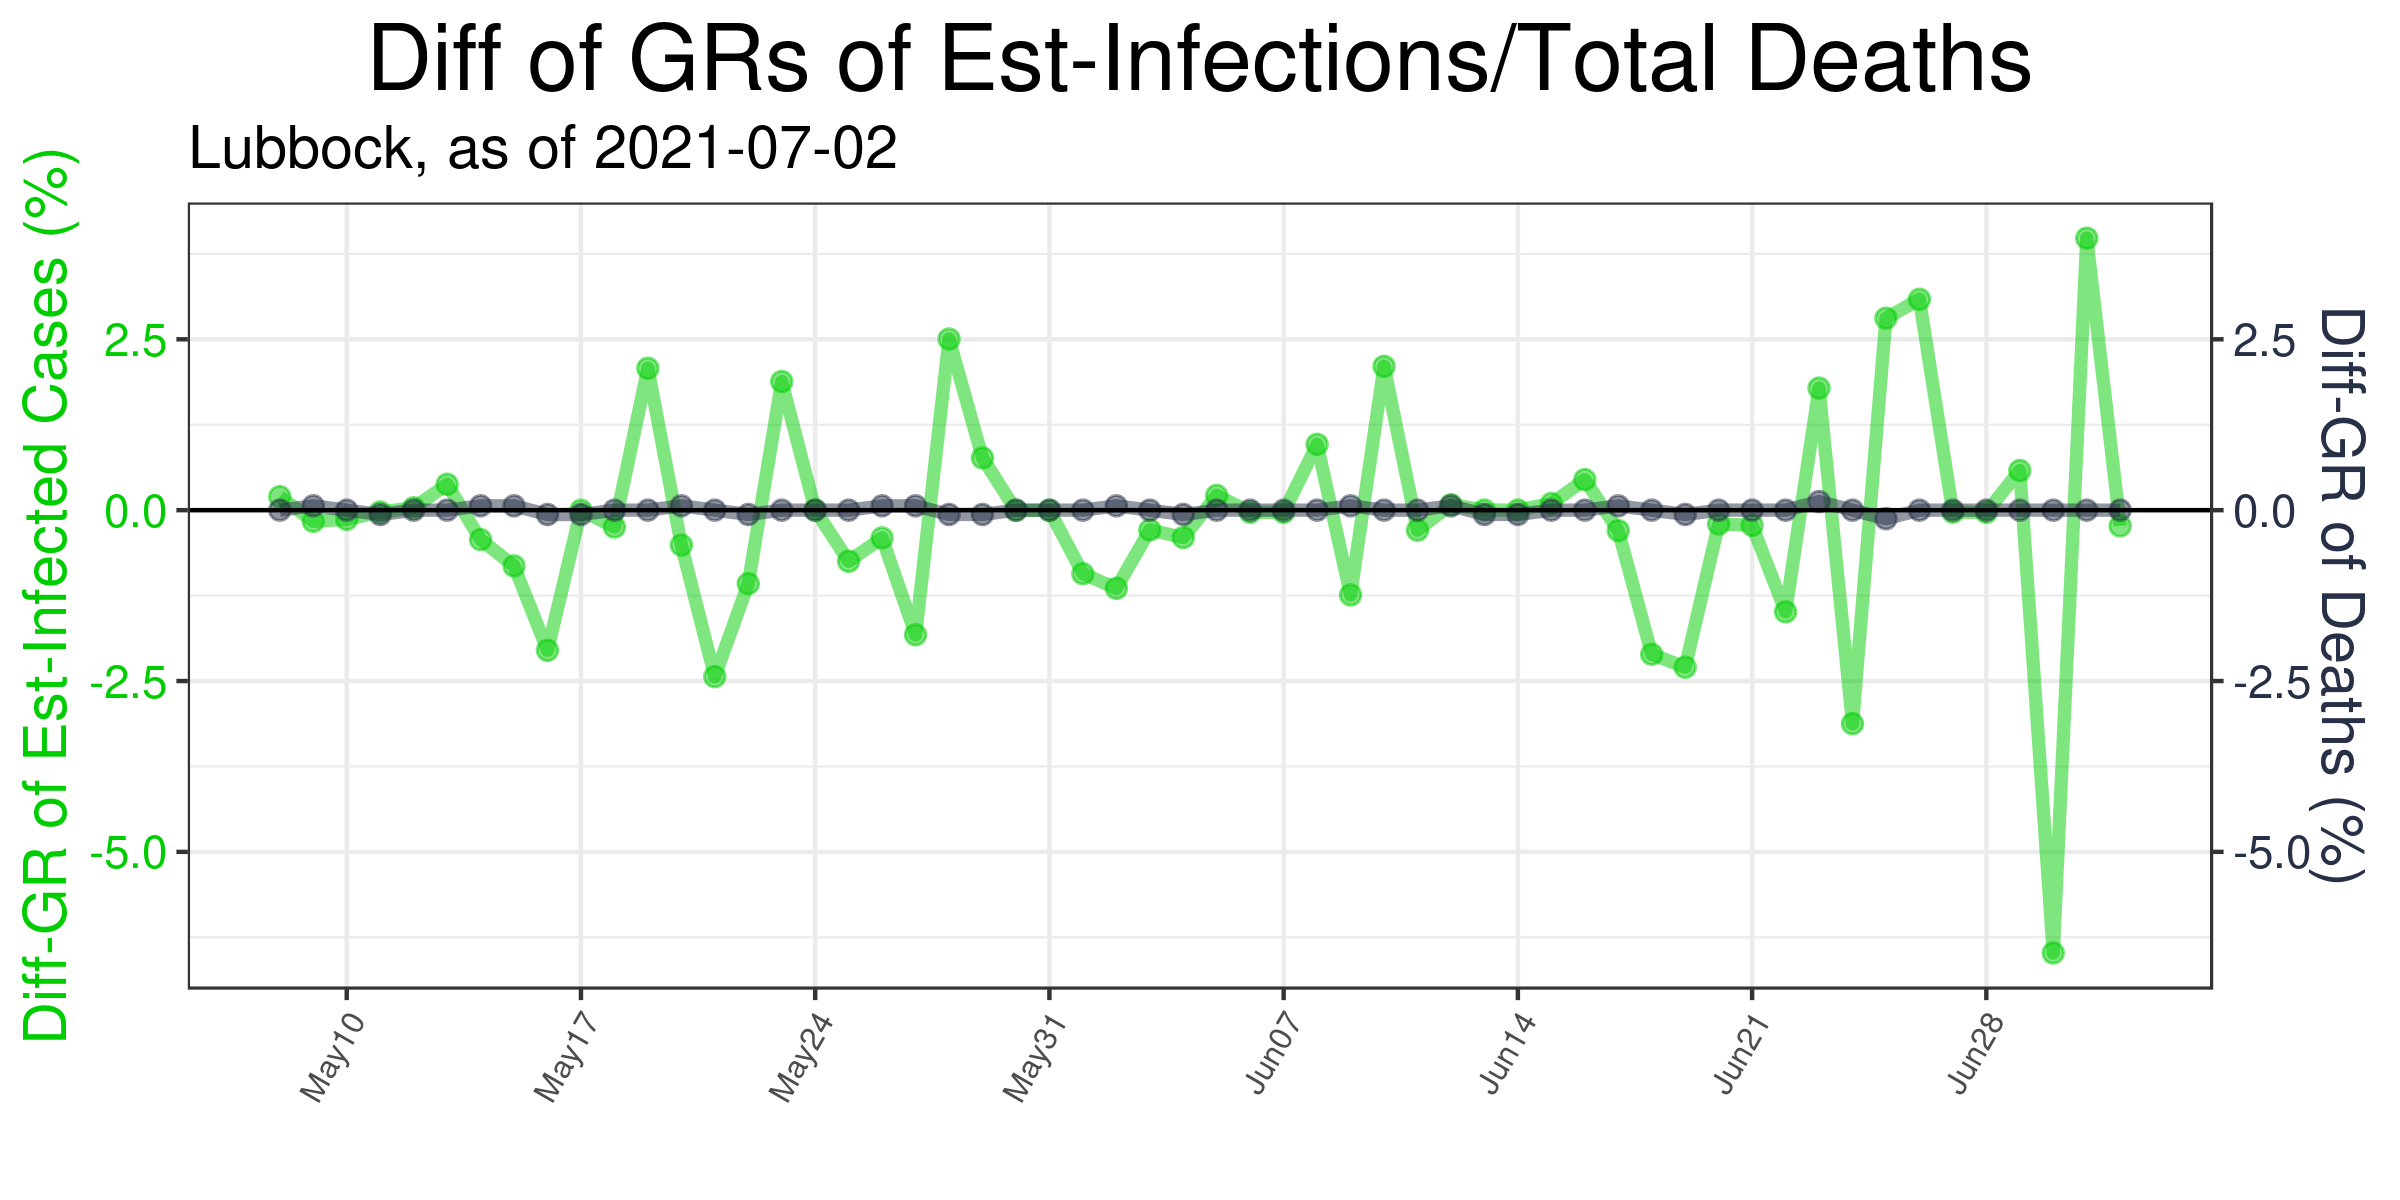 Diff of GRs of Est-Infections/Total Deaths
Lubbock, as of 2021-07-02
Diff-GR of Est-Infected Cases (%)
2.5
0.0
-2.5
-5.0
2.5
0.0
-2.5
-5.0
Diff-GR of Deaths (%)
May10
May17
May24
May31
Jun07
Jun14
Jun21
Jun28